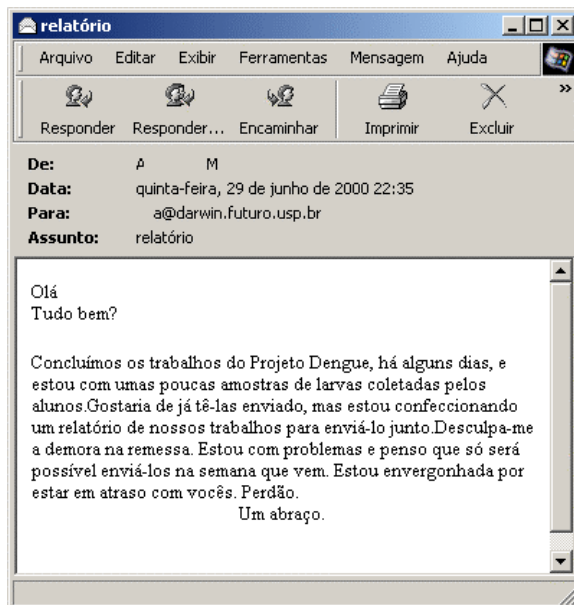 relatório
Arquivo Editar Exibir Ferramentas Mensagem Ajuda
Responder Responder... Encaminhar Imprimir Excluir
De: A M
Data: quinta-feira, 29 de junho de 2000 22:35
Para: a@darwin.futuro.usp.br
Assunto: relatório
Olá
Tudo bem?
Concluímos os trabalhos do Projeto Dengue, há alguns dias, e
estou com umas poucas amostras de larvas coletadas pelos
alunos.Gostaria de já tê-las enviado, mas estou confeccionando
um relatório de nossos trabalhos para enviá-lo junto.Desculpa-me
a demora na remessa. Estou com problemas e penso que só será
possível enviá-los na semana que vem. Estou envergonhada por
estar em atraso com vocês. Perdão.
Um abraço.